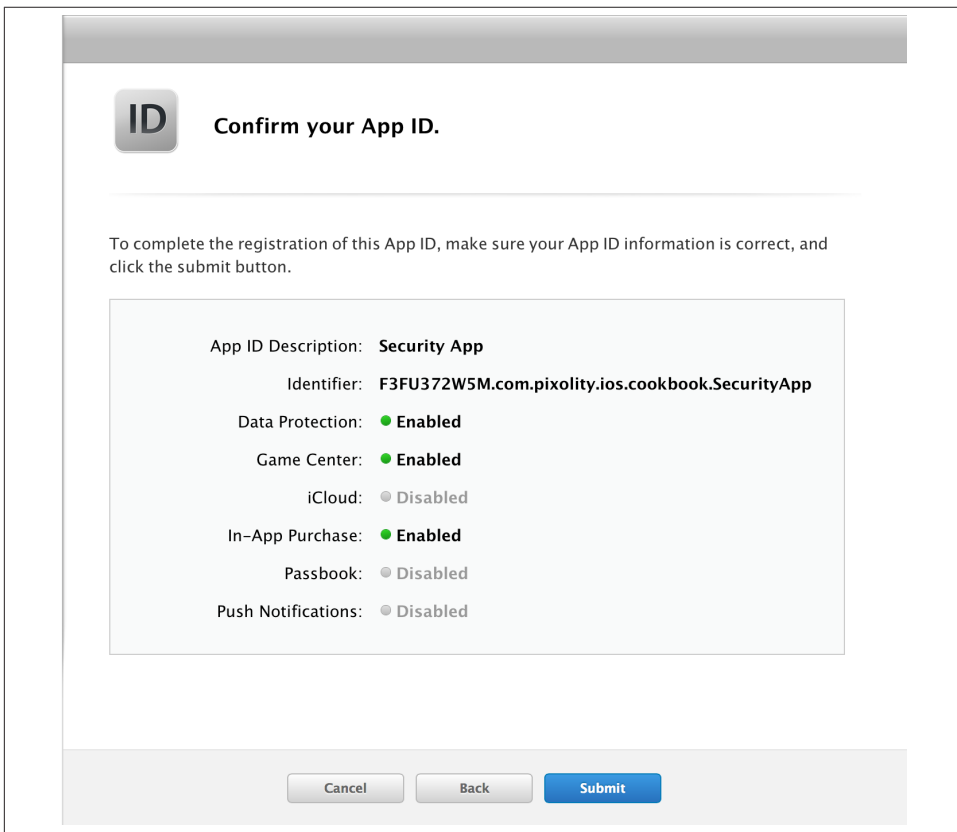 ID
Confirm your App ID.
To complete the registration of this App ID, make sure your App ID information is correct, and
click the submit button.
App ID Description: Security App
Identifier: F3FU372W5M.com.pixolity.ios.cookbook.SecurityApp
Data Protection: Enabled
Game Center: Enabled
iCloud: Disabled
In-App Purchase: Enabled
Passbook: Disabled
Push Notifications: Disabled
Cancel Back Submit